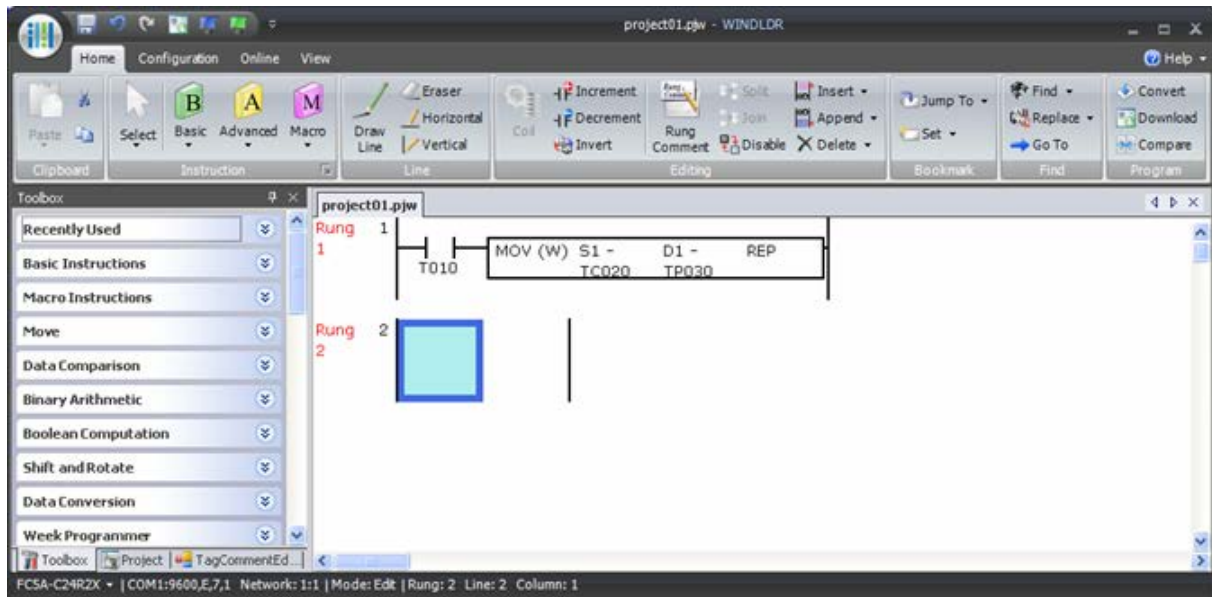 project01.pjw - WINDLDR
Home Configuration Online View Help
Paste
Select Basic Advanced Macro
B A M
Draw Line Eraser Horizontal Vertical
Coil Increment Decrement Invert
Rung Comment Split Join Disable
Insert Append Delete
Jump To Set
Find Replace Go To
Convert Download Compare
Clipboard Instruction Line Editing Bookmark Find Program
Toolbox
Recently Used
Basic Instructions
Macro Instructions
Move
Data Comparison
Binary Arithmetic
Boolean Computation
Shift and Rotate
Data Conversion
Week Programmer
Toolbox Project TagCommentEd...
project01.pjw
Rung 1
1
T010
MOV (W) S1 - D1 - REP
TC020 TP030
Rung 2
2
FC5A-C24R2X | COM1:9600,E,7,1 Network: 1:1 | Mode: Edit | Rung: 2 Line: 2 Column: 1